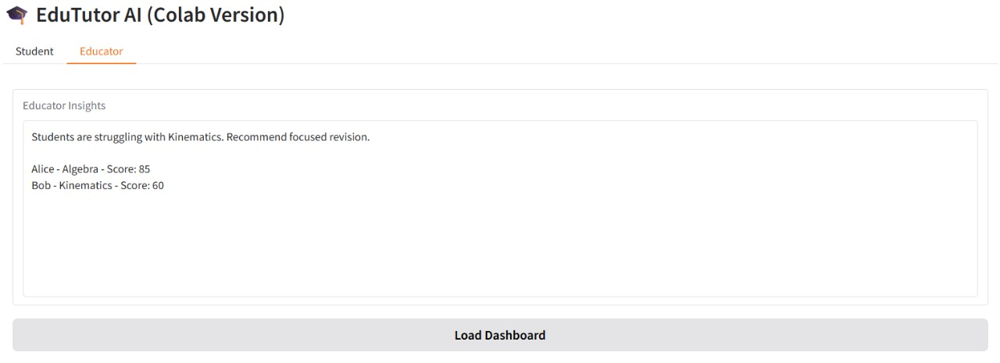 EduTutor AI (Colab Version)
Student Educator
Educator Insights
Students are struggling with Kinematics. Recommend focused revision.
Alice - Algebra - Score: 85
Bob - Kinematics - Score: 60
Load Dashboard